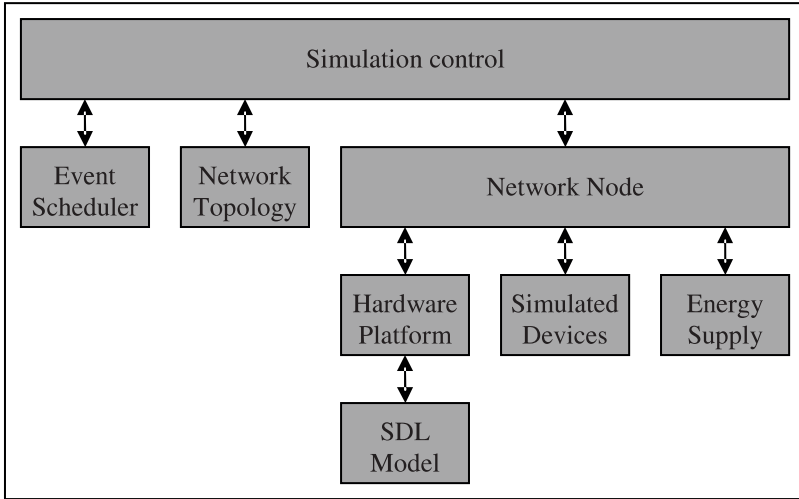 Simulation control
Event
Scheduler
Network
Topology
Network Node
Hardware
Platform
Simulated
Devices
Energy
Supply
SDL
Model